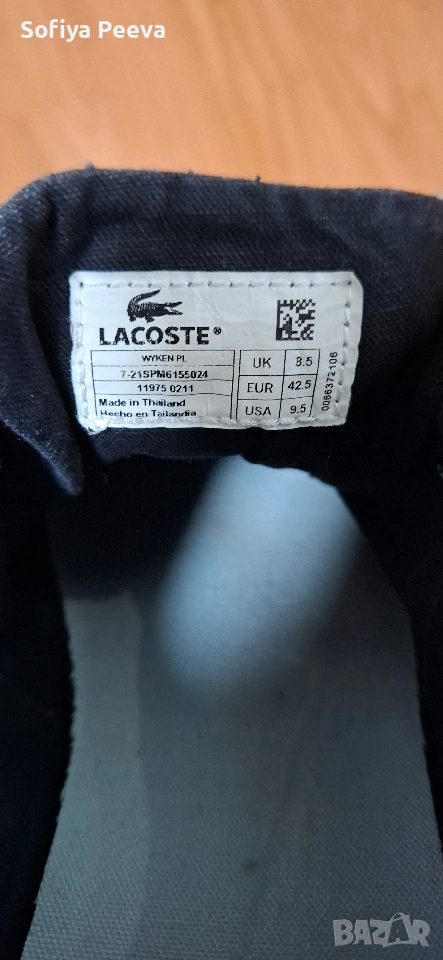 Sofiya Peeva
LACOSTE®
WYKEN PL
7-21SPM6155024
11975 0211
Made in Thailand
Hecho en Tailandia
UK 8.5
EUR 42.5
USA 9.5
0066372106
BAZAR